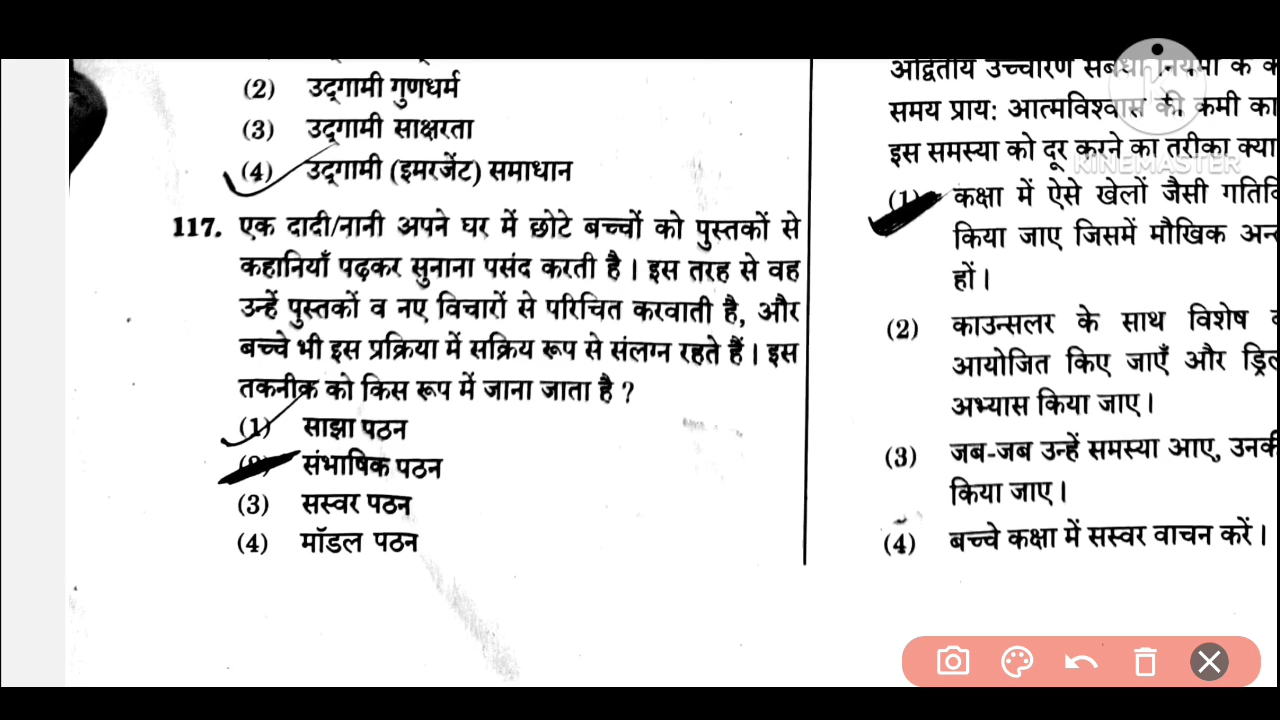 (2) उद्गामी गुणधर्म
(3) उद्गामी साक्षरता
(4) उद्गामी (इमरजेंट) समाधान
117. एक दादी/नानी अपने घर में छोटे बच्चों को पुस्तकों से
कहानियाँ पढ़कर सुनाना पसंद करती है। इस तरह से वह
उन्हें पुस्तकों व नए विचारों से परिचित करवाती है, और
बच्चे भी इस प्रक्रिया में सक्रिय रूप से संलग्न रहते हैं। इस
तकनीक को किस रूप में जाना जाता है ?
(1) साझा पठन
संभाषिक पठन
(3) सस्वर पठन
(4) मॉडल पठन
अद्वितीय उच्चारण के
समय प्राय: आत्मविश्वास की कमी का
इस समस्या को दूर करने का तरीका क्या
(1) कक्षा में ऐसे खेलों जैसी
किया जाए जिसमें मौखिक
हों।
(2) काउन्सलर के साथ विशेष
आयोजित किए जाएँ और
अभ्यास किया जाए।
(3) जब-जब उन्हें समस्या आए, उनकी
किया जाए।
(4) बच्चे कक्षा में सस्वर वाचन करें।
KINEMASTER